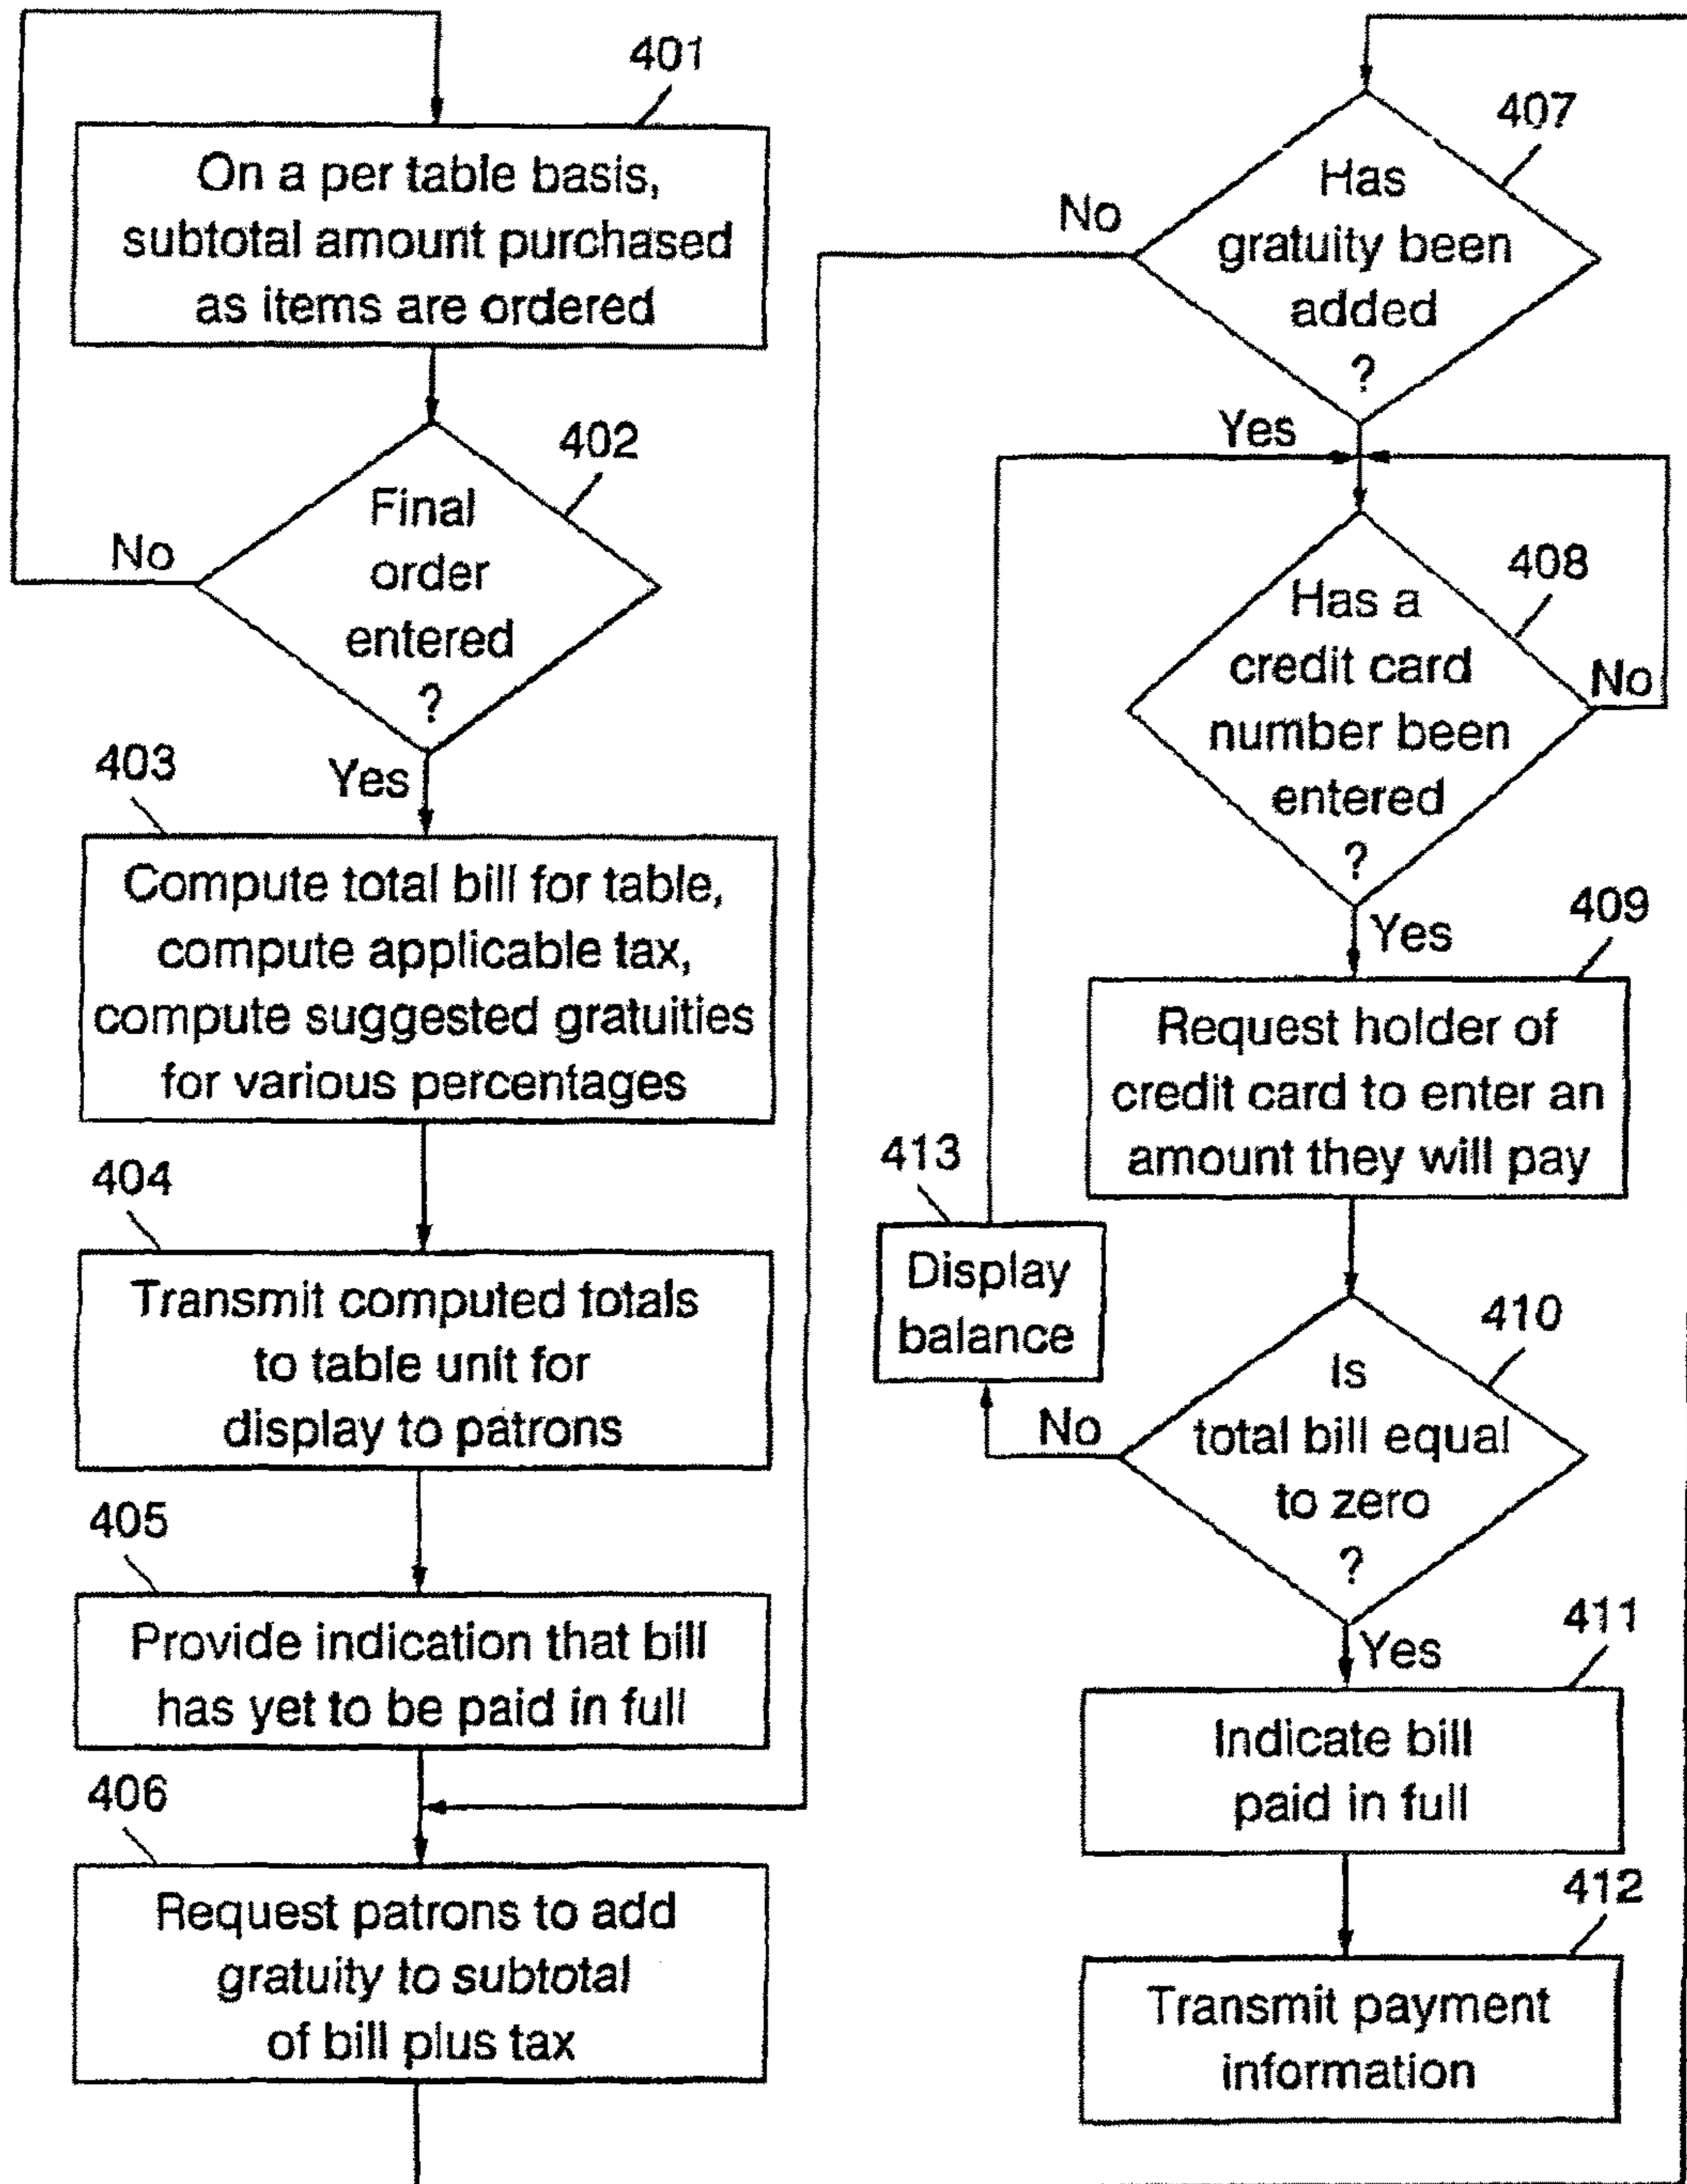 401
On a per table basis,
subtotal amount purchased
as items are ordered
402
Final
order
entered
?
No
Yes
403
Compute total bill for table,
compute applicable tax,
compute suggested gratuities
for various percentages
404
Transmit computed totals
to table unit for
display to patrons
405
Provide indication that bill
has yet to be paid in full
406
Request patrons to add
gratuity to subtotal
of bill plus tax
407
Has
gratuity been
added
?
No
Yes
408
Has a
credit card
number been
entered
?
No
Yes
409
Request holder of
credit card to enter an
amount they will pay
410
Is
total bill equal
to zero
?
No
413
Display
balance
Yes
411
Indicate bill
paid in full
412
Transmit payment
information